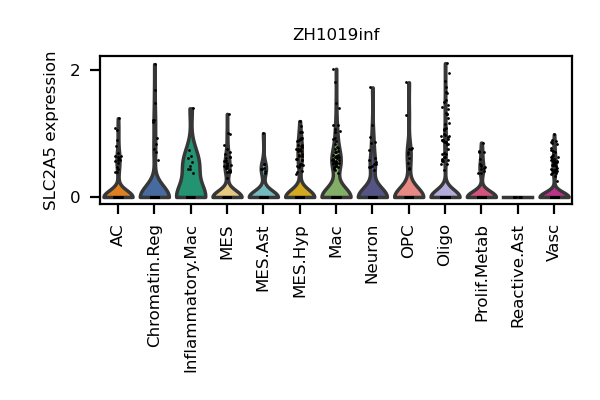 ZH1019inf
SLC2A5 expression
2
0
AC
Chromatin.Reg
Inflammatory.Mac
MES
MES.Ast
MES.Hyp
Mac
Neuron
OPC
Oligo
Prolif.Metab
Reactive.Ast
Vasc